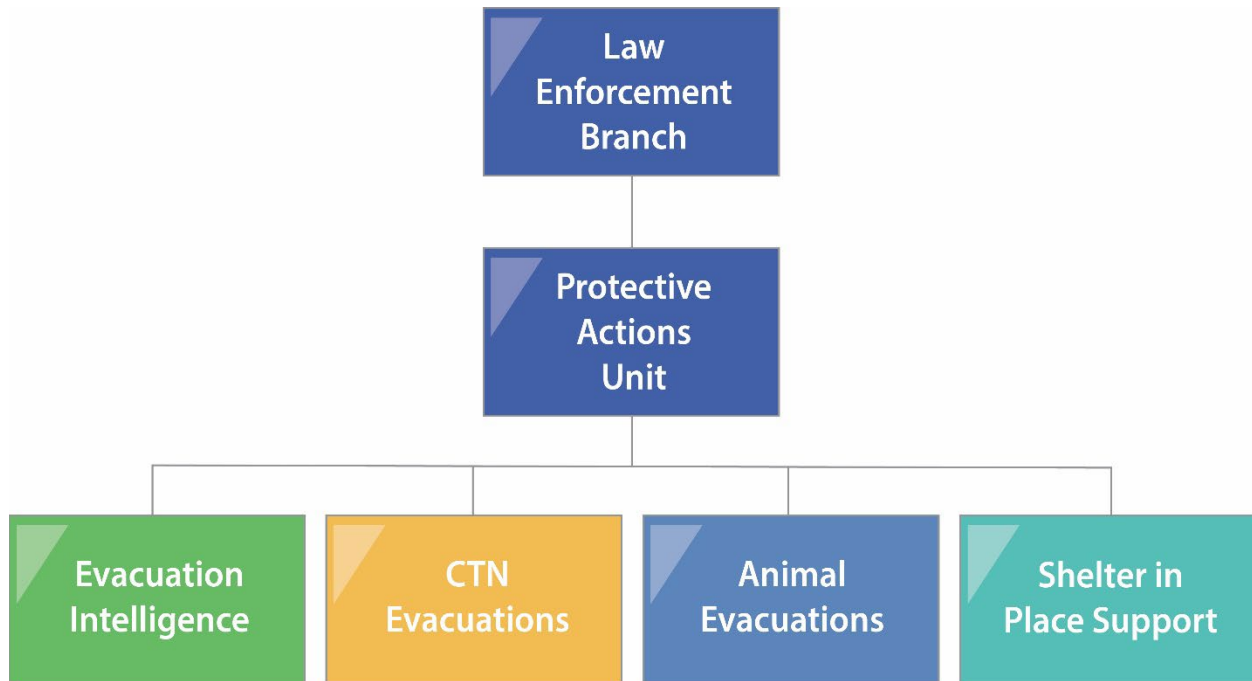 Law
Enforcement
Branch
Protective
Actions
Unit
Evacuation
Intelligence
CTN
Evacuations
Animal
Evacuations
Shelter in
Place Support